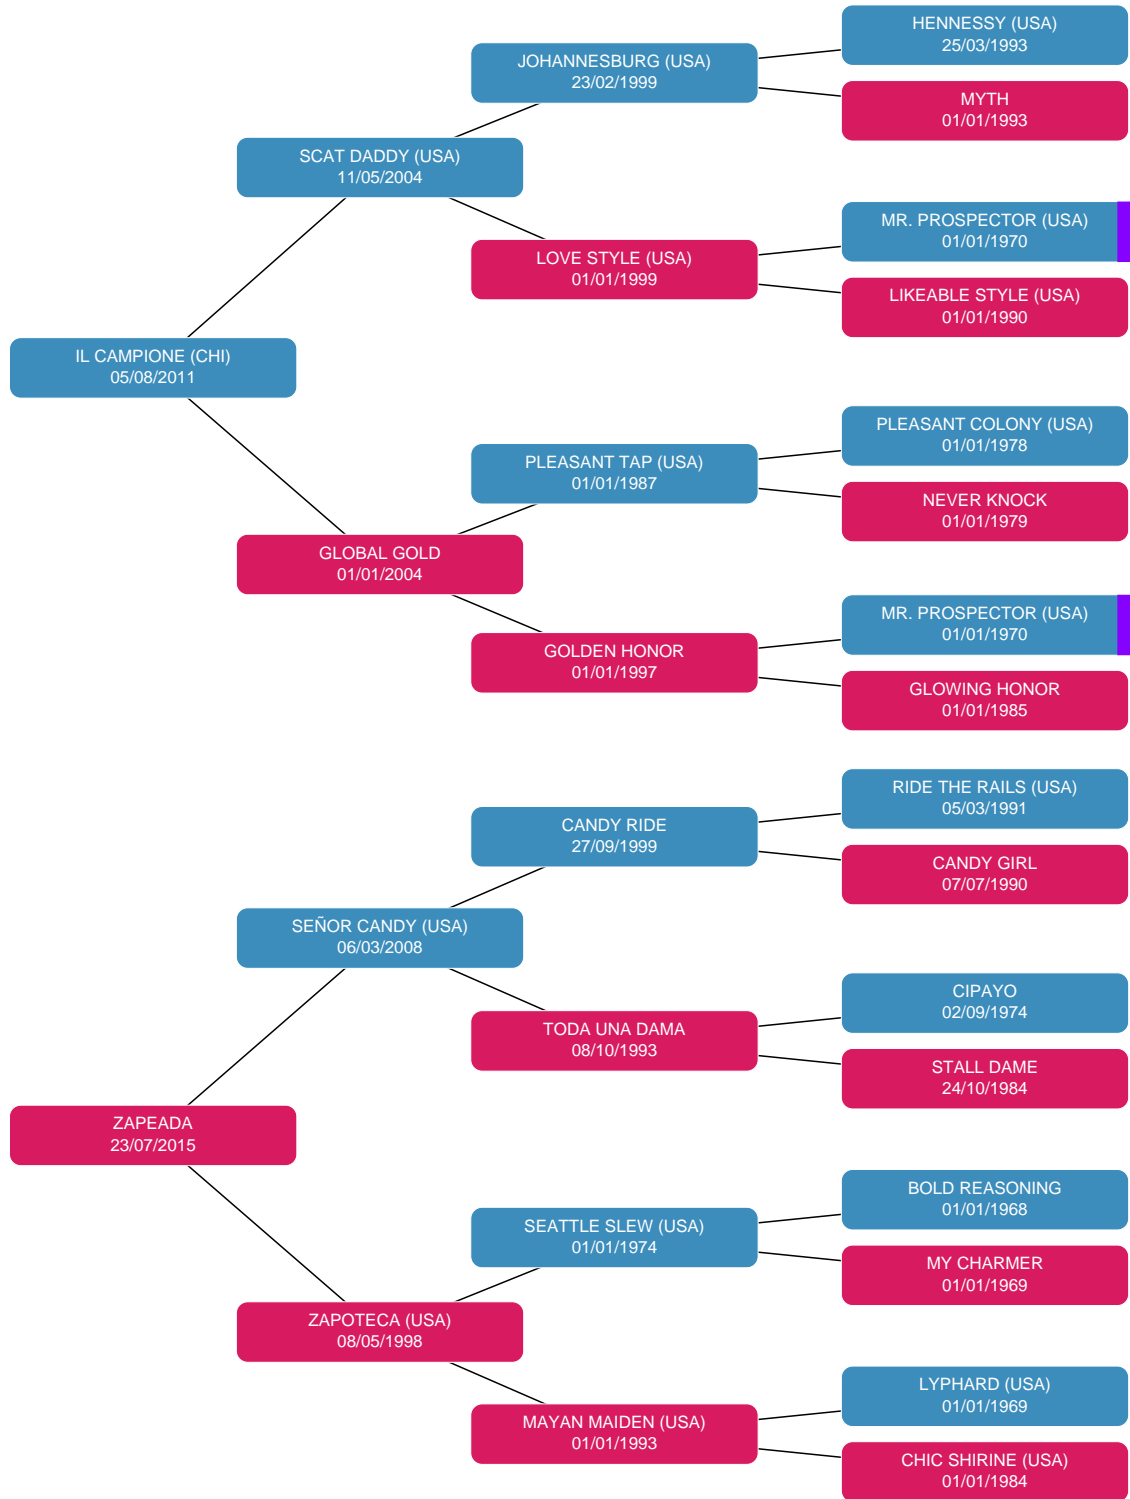 HENNESSY (USA)
25/03/1993
JOHANNESBURG (USA)
23/02/1999
MYTH
01/01/1993
SCAT DADDY (USA)
11/05/2004
MR. PROSPECTOR (USA)
01/01/1970
LOVE STYLE (USA)
01/01/1999
LIKEABLE STYLE (USA)
01/01/1990
IL CAMPIONE (CHI)
05/08/2011
PLEASANT COLONY (USA)
01/01/1978
PLEASANT TAP (USA)
01/01/1987
NEVER KNOCK
01/01/1979
GLOBAL GOLD
01/01/2004
MR. PROSPECTOR (USA)
01/01/1970
GOLDEN HONOR
01/01/1997
GLOWING HONOR
01/01/1985
RIDE THE RAILS (USA)
05/03/1991
CANDY RIDE
27/09/1999
CANDY GIRL
07/07/1990
SEÑOR CANDY (USA)
06/03/2008
CIPAYO
02/09/1974
TODA UNA DAMA
08/10/1993
STALL DAME
24/10/1984
ZAPEADA
23/07/2015
BOLD REASONING
01/01/1968
SEATTLE SLEW (USA)
01/01/1974
MY CHARMER
01/01/1969
ZAPOTECA (USA)
08/05/1998
LYPHARD (USA)
01/01/1969
MAYAN MAIDEN (USA)
01/01/1993
CHIC SHIRINE (USA)
01/01/1984